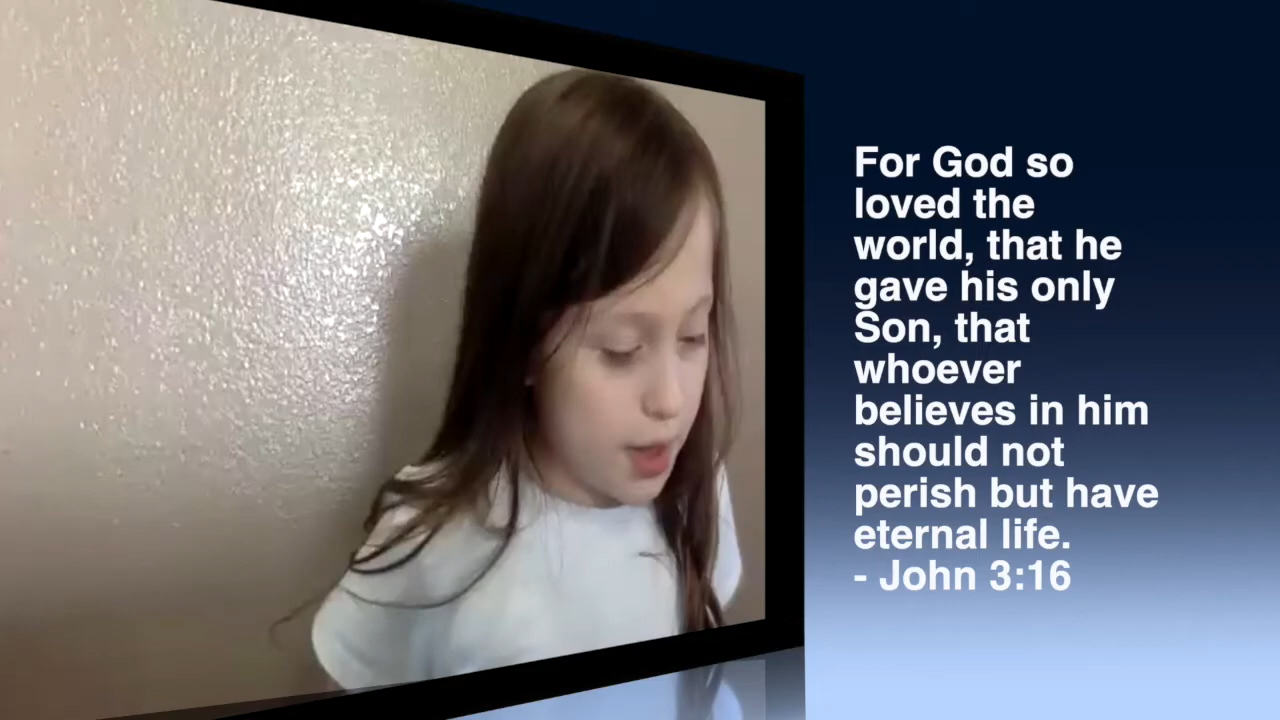 For God so
loved the
world, that he
gave his only
Son, that
whoever
believes in him
should not
perish but have
eternal life.
- John 3:16